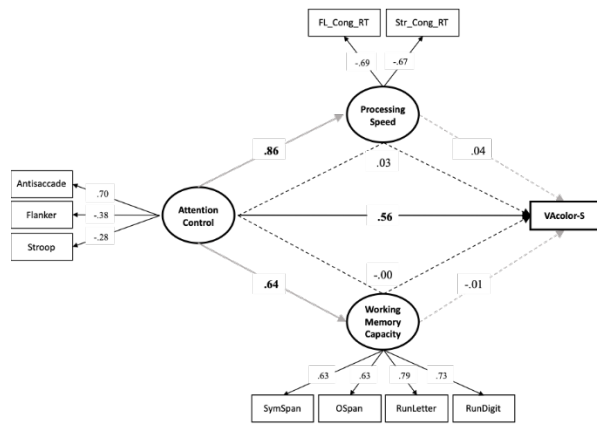 FL_Cong_RT
Str_Cong_RT
-.69
-.67
Processing
Speed
.86
.04
.03
Antisaccade
.70
Flanker
-.38
Stroop
-.28
Attention
Control
.56
VAcolor-S
.64
-.00
-.01
Working
Memory
Capacity
.63
.63
.79
.73
SymSpan
OSpan
RunLetter
RunDigit